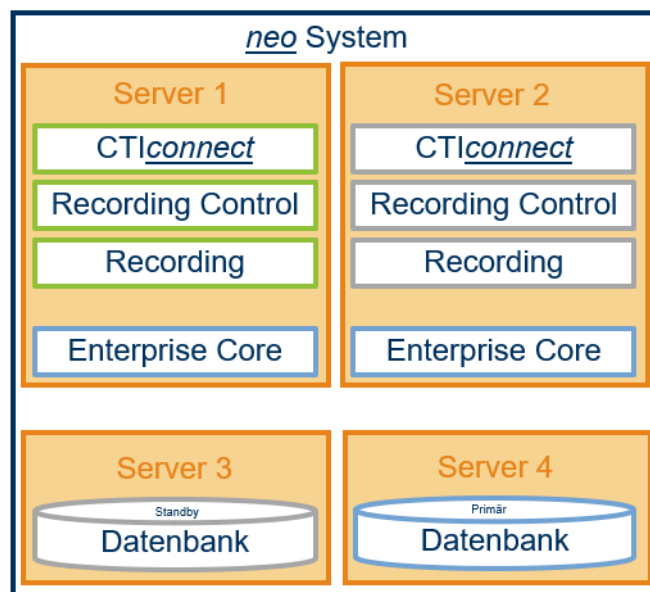 neo System
Server 1
CTIconnect
Recording Control
Recording
Enterprise Core
Server 2
CTIconnect
Recording Control
Recording
Enterprise Core
Server 3
Standby
Datenbank
Server 4
Primär
Datenbank